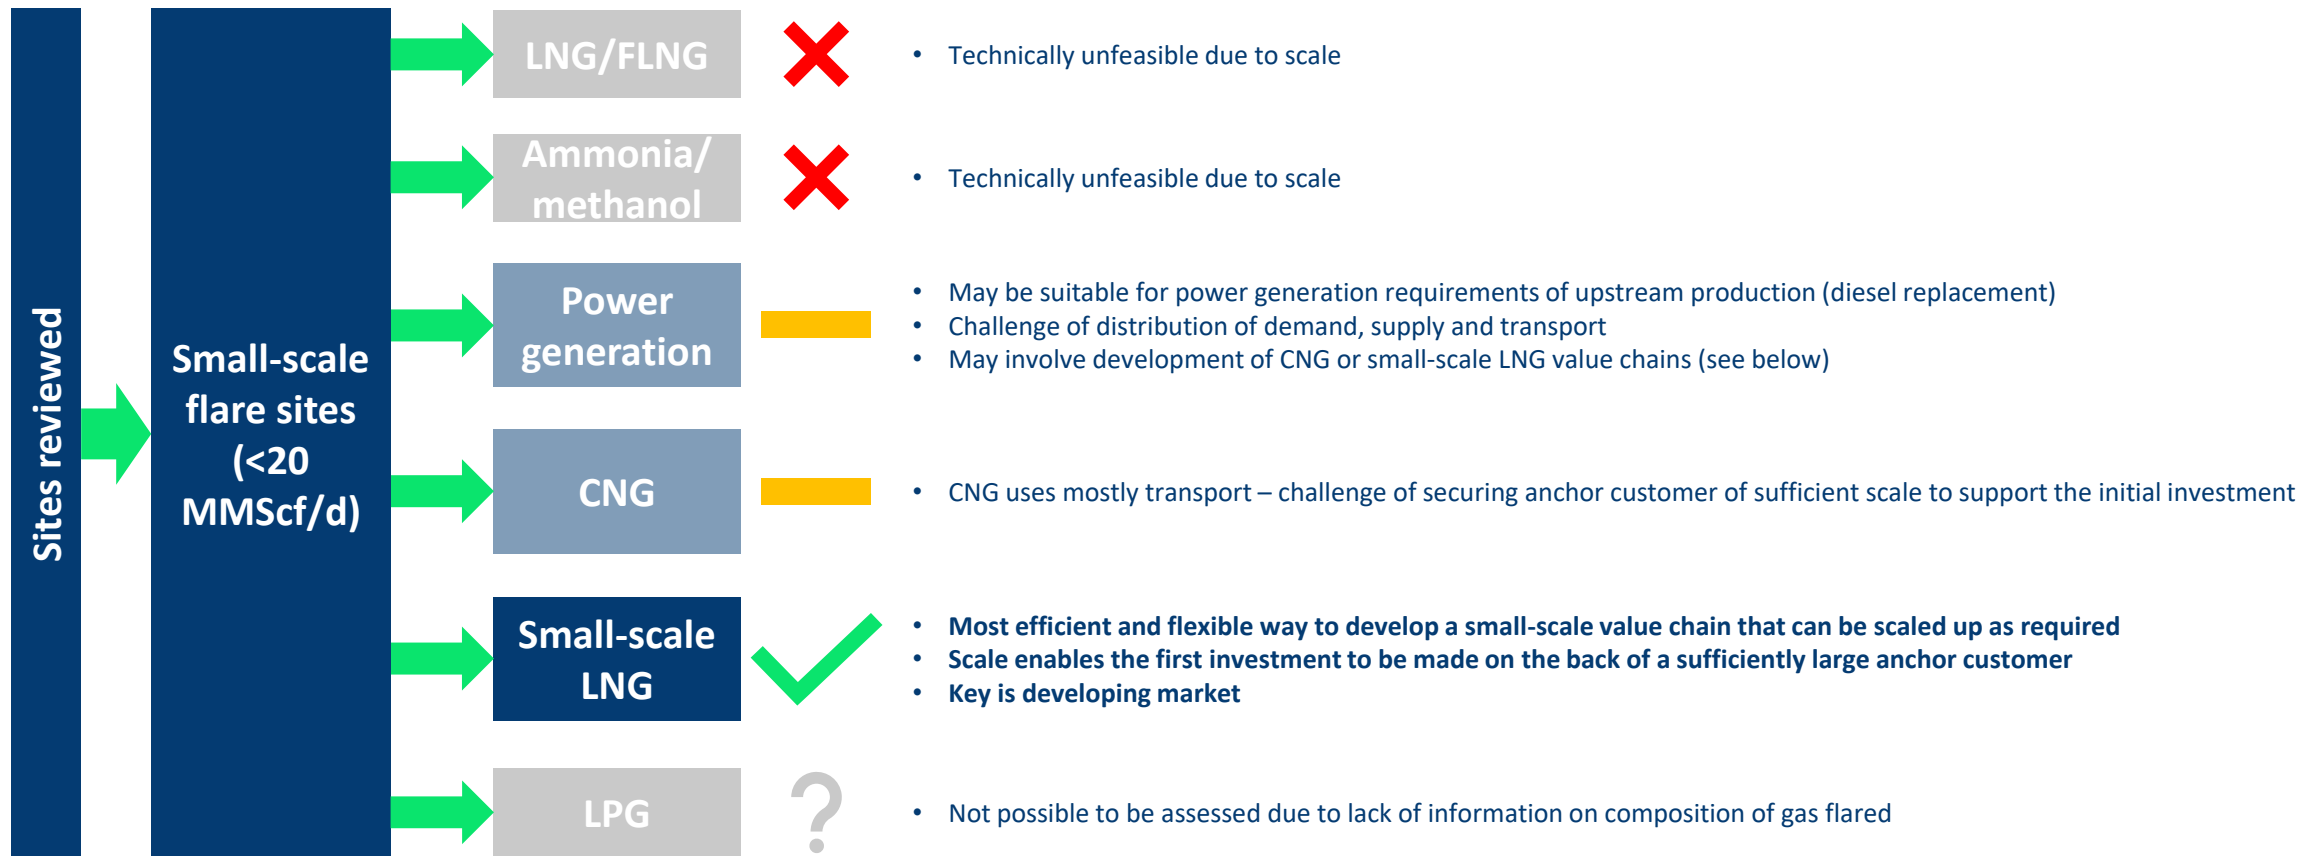 Sites reviewed
Small-scale
flare sites
(<20
MMScf/d)
LNG/FLNG
• Technically unfeasible due to scale
Ammonia/
methanol
• Technically unfeasible due to scale
Power
generation
• May be suitable for power generation requirements of upstream production (diesel replacement)
• Challenge of distribution of demand, supply and transport
• May involve development of CNG or small-scale LNG value chains (see below)
CNG
• CNG uses mostly transport – challenge of securing anchor customer of sufficient scale to support the initial investment
Small-scale
LNG
• Most efficient and flexible way to develop a small-scale value chain that can be scaled up as required
• Scale enables the first investment to be made on the back of a sufficiently large anchor customer
• Key is developing market
LPG
?
• Not possible to be assessed due to lack of information on composition of gas flared